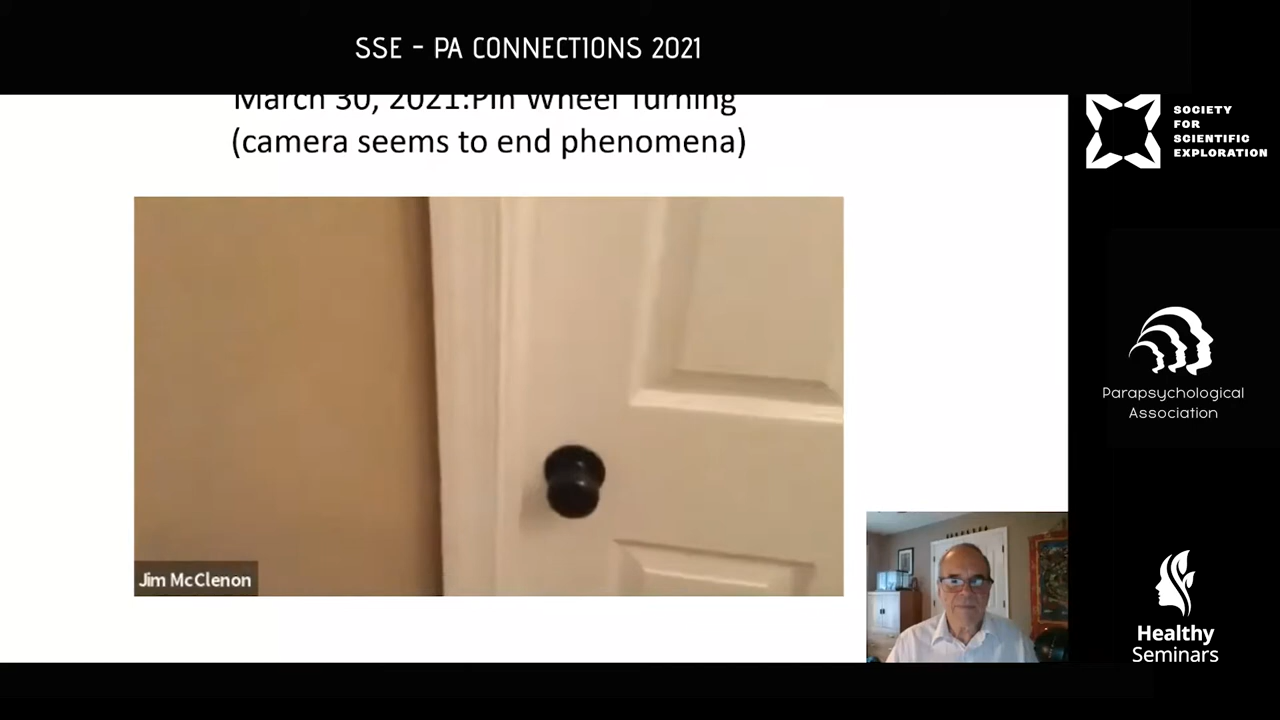 SSE - PA CONNECTIONS 2021
March 30, 2021:Pin Wheel Turning
(camera seems to end phenomena)
Jim McClenon
SOCIETY
FOR
SCIENTIFIC
EXPLORATION
Parapsychological
Association
Healthy
Seminars